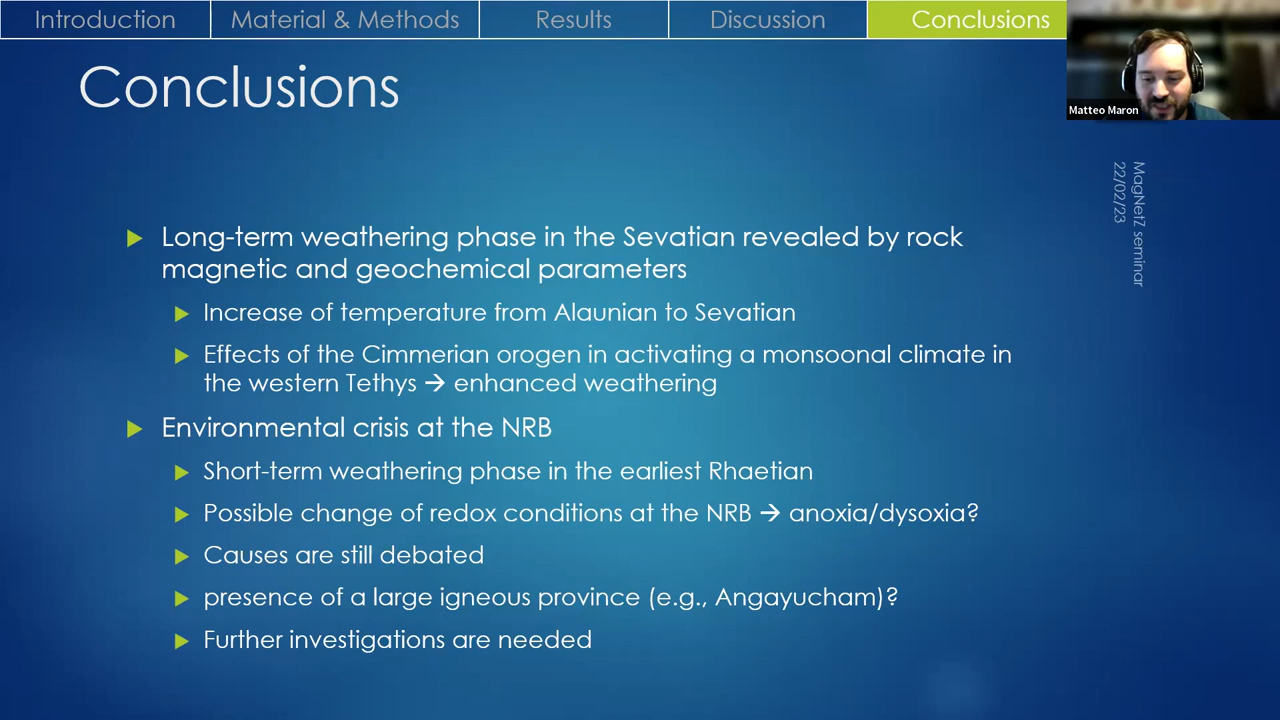 Introduction
Material & Methods
Results
Discussion
Conclusions
Matteo Maron
Conclusions
MagNetZ seminar
22/02/23
Long-term weathering phase in the Sevatian revealed by rock
magnetic and geochemical parameters
Increase of temperature from Alaunian to Sevatian
Effects of the Cimmerian orogen in activating a monsoonal climate in
the western Tethys → enhanced weathering
Environmental crisis at the NRB
Short-term weathering phase in the earliest Rhaetian
Possible change of redox conditions at the NRB → anoxia/dysoxia?
Causes are still debated
presence of a large igneous province (e.g., Angayucham)?
Further investigations are needed